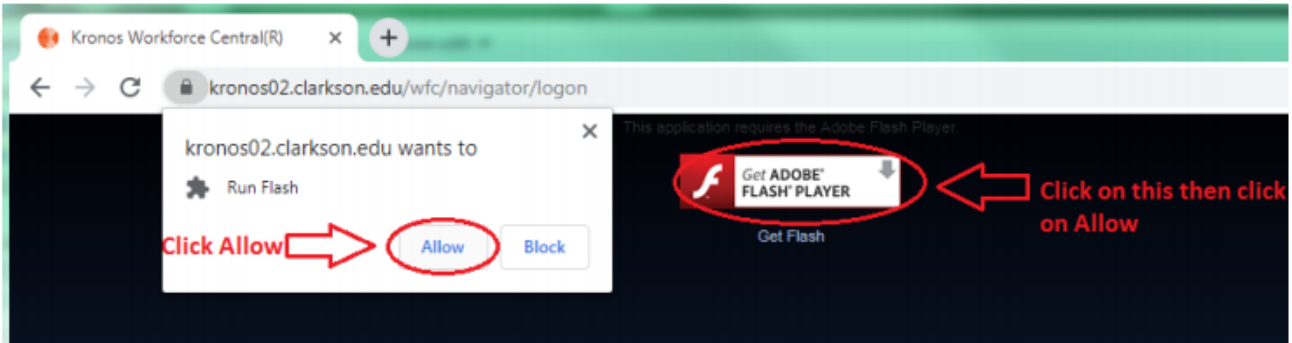 Kronos Workforce Central(R)
kronos02.clarkson.edu/wfc/navigator/logon
This application requires the Adobe Flash Player.
kronos02.clarkson.edu wants to
Run Flash
Get ADOBE®
FLASH® PLAYER
Click on this then click
on Allow
Get Flash
Click Allow
Allow
Block